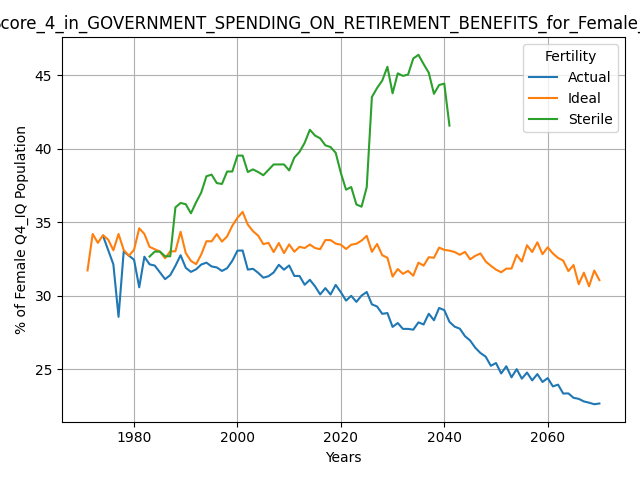 core_4_in_GOVERNMENT_SPENDING_ON_RETIREMENT_BENEFITS_for_Female_
Fertility
Actual
Ideal
Sterile
% of Female Q4_IQ Population
45
40
35
30
25
1980
2000
2020
2040
2060
Years